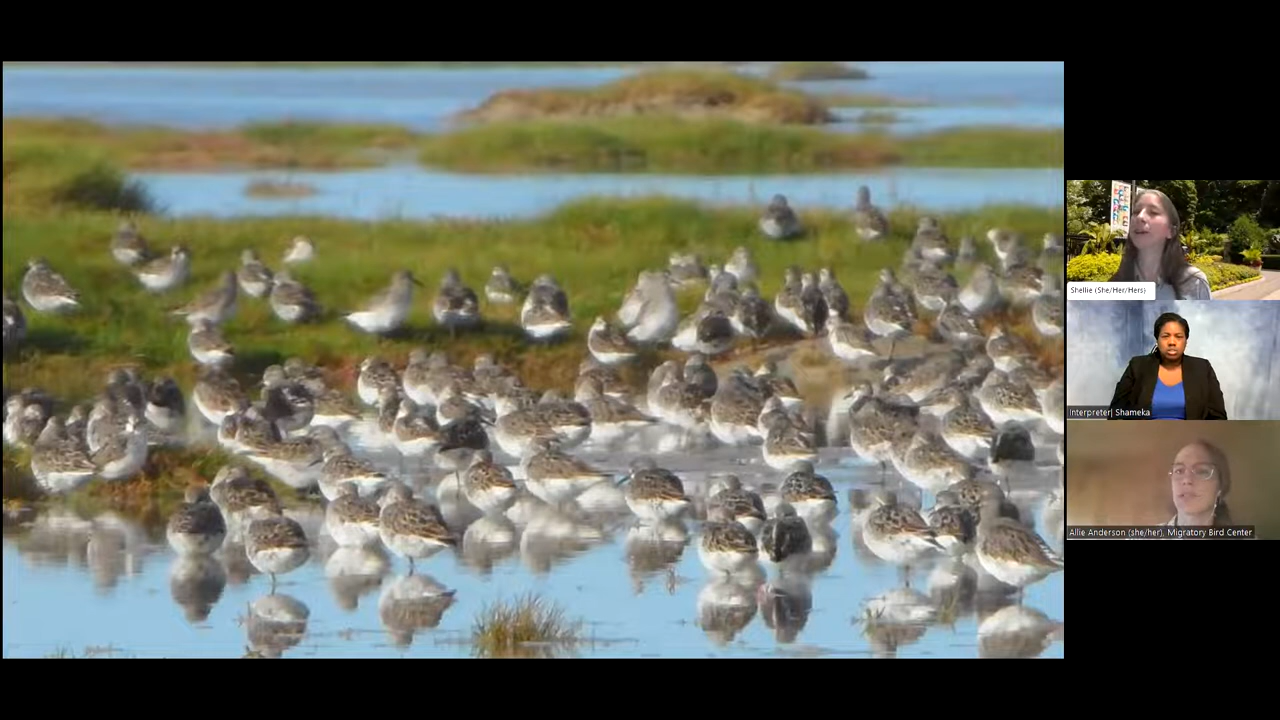 Shellie (She/Her/Hers)
Interpreter| Shameka
Allie Anderson (she/her), Migratory Bird Center